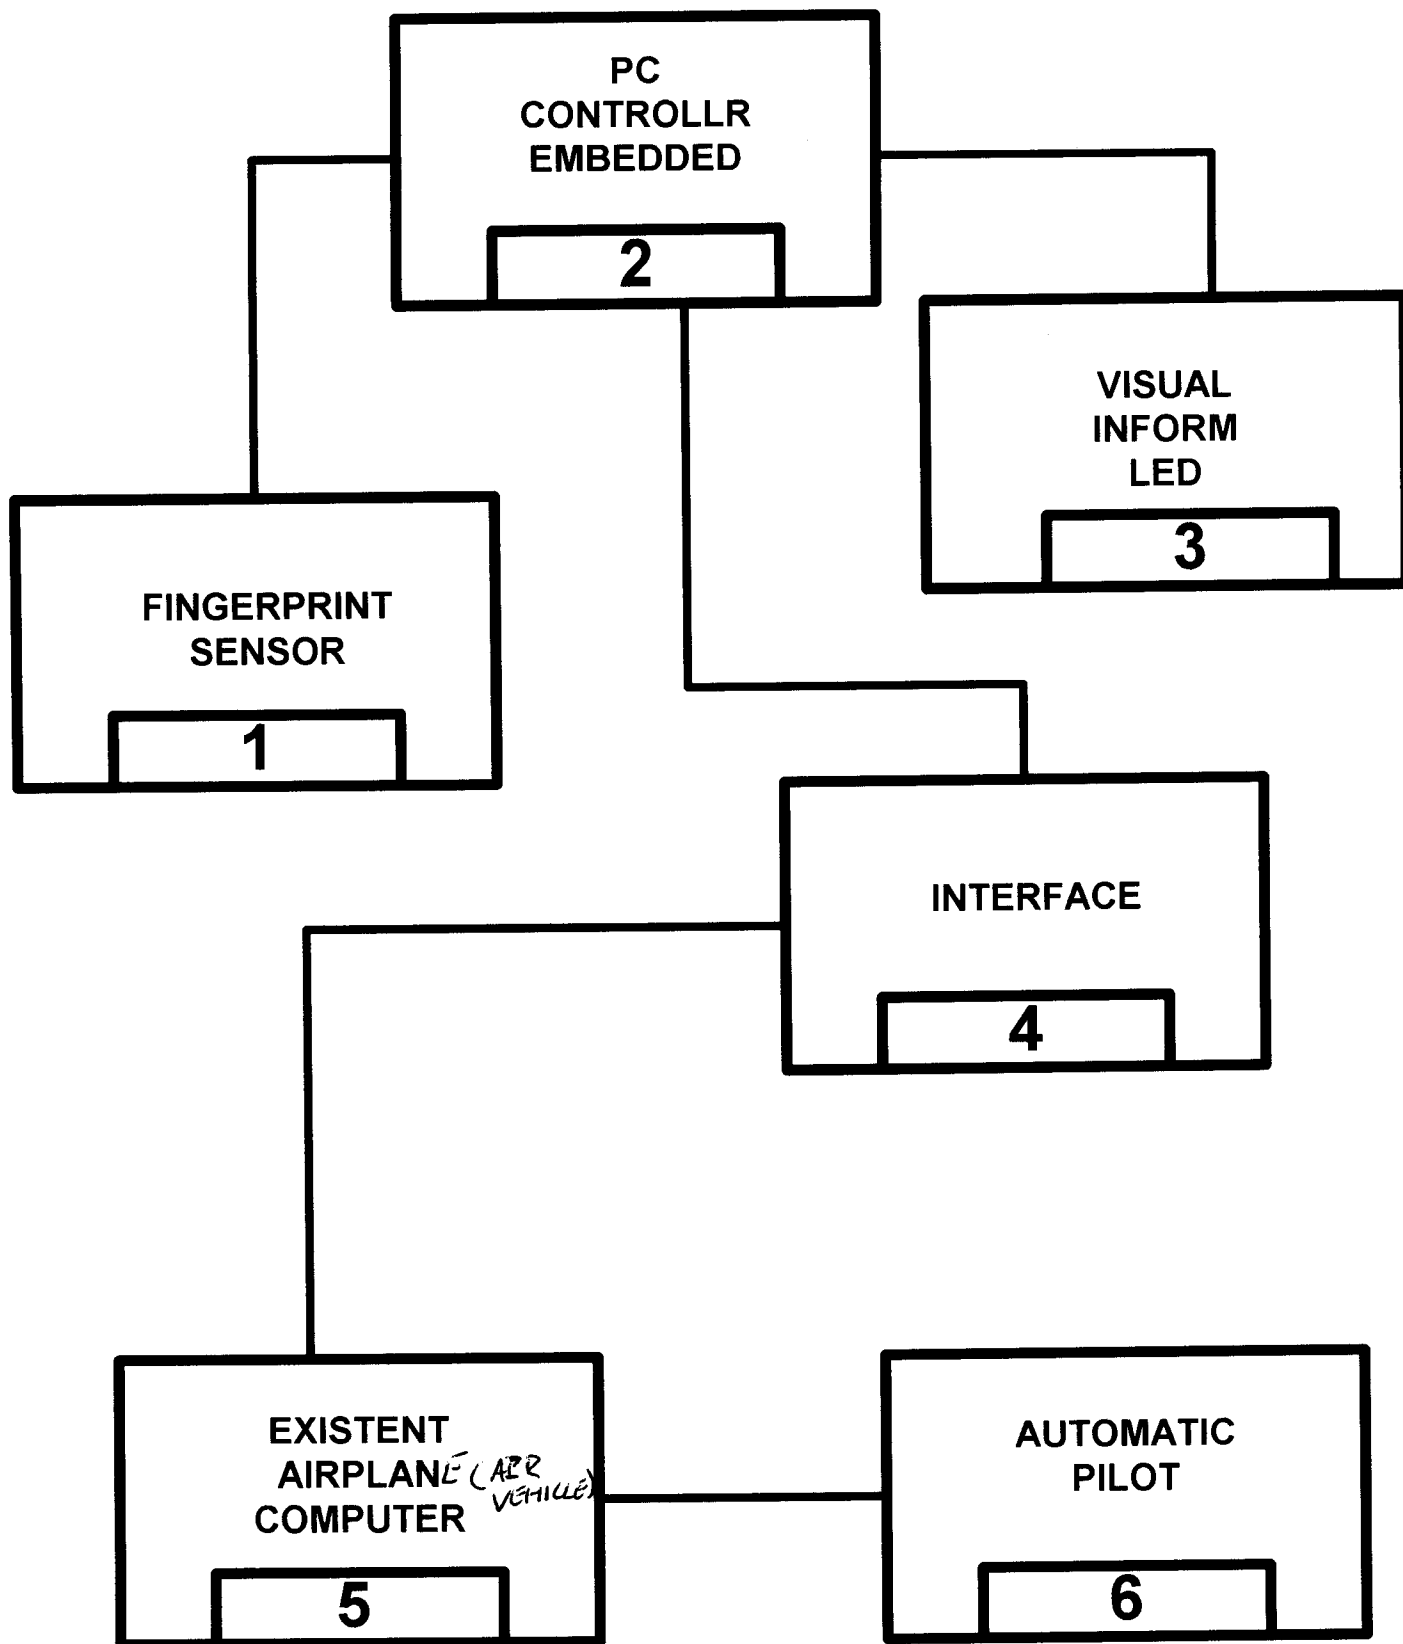 PC
CONTROLLR
EMBEDDED
2
VISUAL
INFORM
LED
3
FINGERPRINT
SENSOR
1
INTERFACE
4
EXISTENT
AIRPLANE (AIR
VEHICLE)
COMPUTER
5
AUTOMATIC
PILOT
6